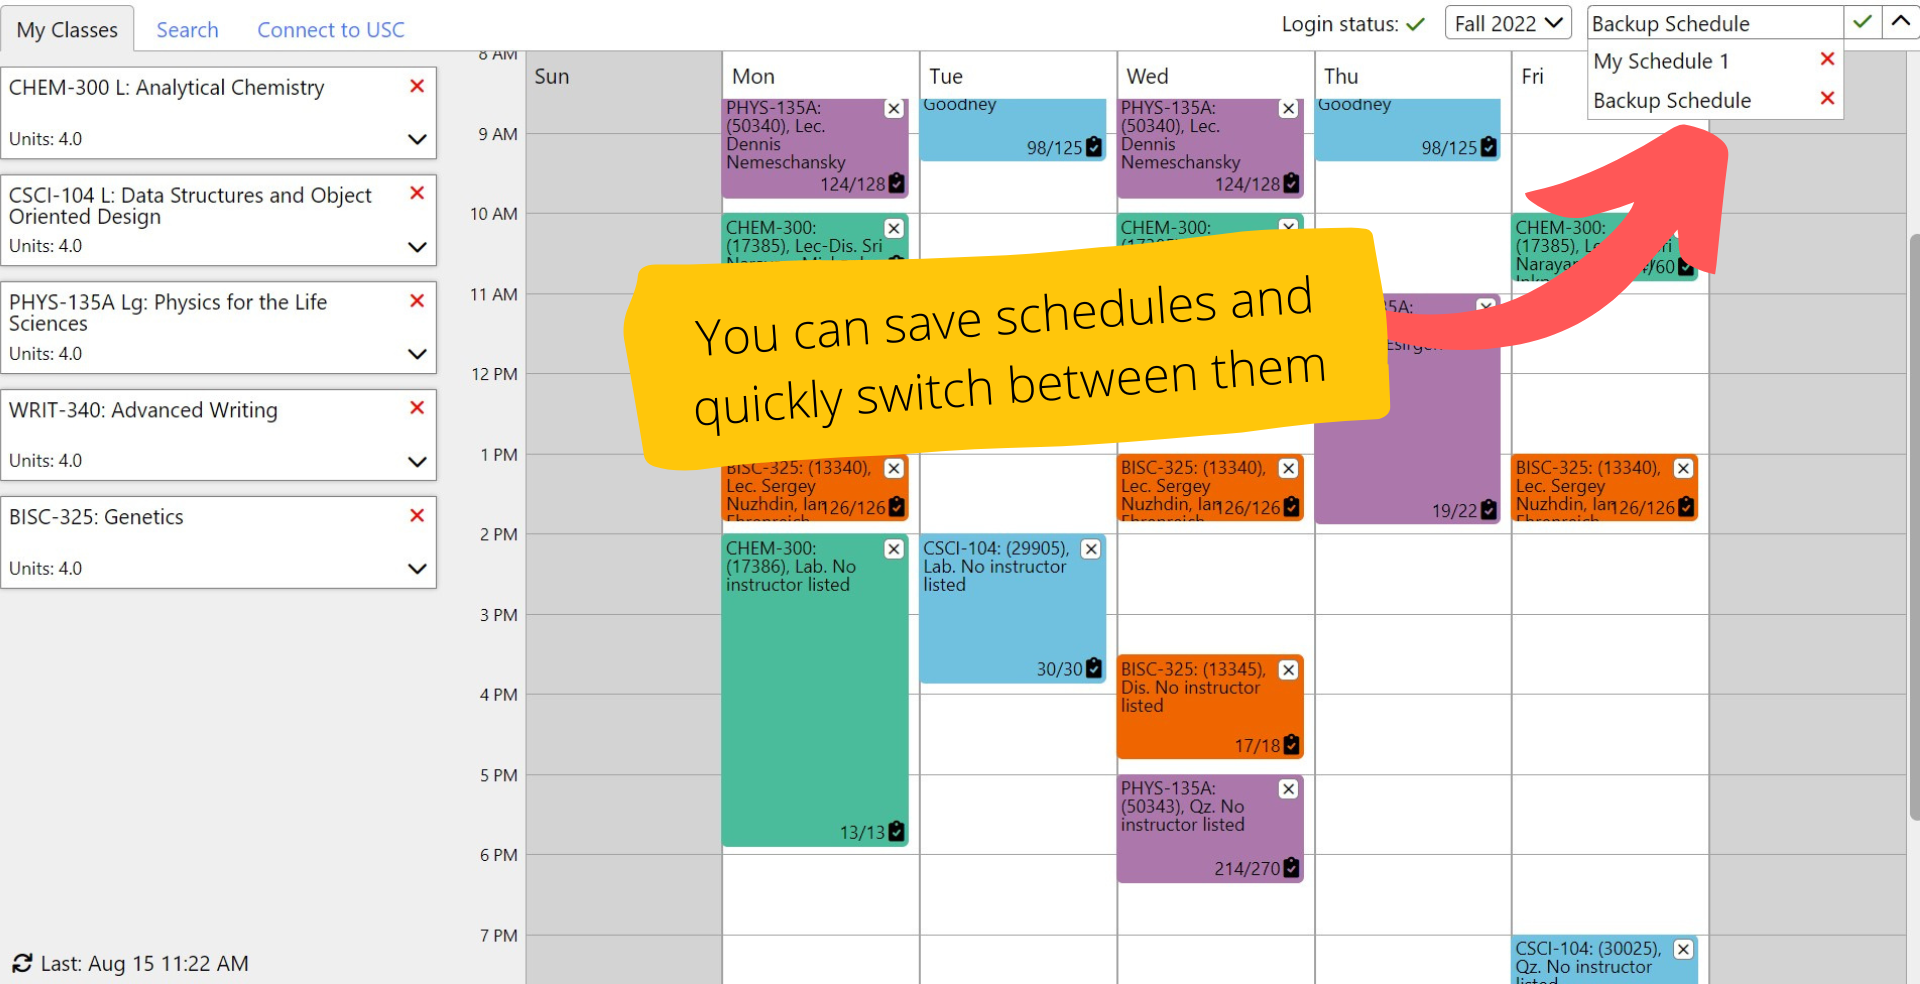 My Classes
Search
Connect to USC
Login status:
Fall 2022
Backup Schedule
My Schedule 1
Backup Schedule
CHEM-300 L: Analytical Chemistry
Units: 4.0
CSCI-104 L: Data Structures and Object
Oriented Design
Units: 4.0
PHYS-135A Lg: Physics for the Life
Sciences
Units: 4.0
WRIT-340: Advanced Writing
Units: 4.0
BISC-325: Genetics
Units: 4.0
Last: Aug 15 11:22 AM
8 AM
9 AM
10 AM
11 AM
12 PM
1 PM
2 PM
3 PM
4 PM
5 PM
6 PM
7 PM
Sun
Mon
PHYS-135A:
(50340), Lec.
Dennis
Nemeschansky
124/128
CHEM-300:
(17385), Lec-Dis. Sri
BISC-325: (13340),
Lec. Sergey
Nuzhdin, Ian
126/126
Ehrenreich
CHEM-300:
(17386), Lab. No
instructor listed
13/13
Tue
Goodney
98/125
CSCI-104: (29905),
Lab. No instructor
listed
30/30
Wed
PHYS-135A:
(50340), Lec.
Dennis
Nemeschansky
124/128
CHEM-300:
BISC-325: (13340),
Lec. Sergey
Nuzhdin, Ian
126/126
Ehrenreich
BISC-325: (13345),
Dis. No instructor
listed
17/18
PHYS-135A:
(50343), Qz. No
instructor listed
214/270
Thu
Goodney
98/125
5A:
19/22
Fri
CHEM-300:
(17385),
/60
BISC-325: (13340),
Lec. Sergey
Nuzhdin, Ian
126/126
Ehrenreich
CSCI-104: (30025),
Qz. No instructor
listed
You can save schedules and
quickly switch between them